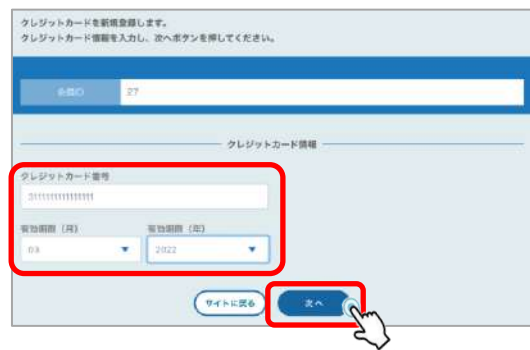 クレジットカードを新規登録します。
クレジットカード情報を入力し、次へボタンを押してください。
会員ID 27
クレジットカード情報
クレジットカード番号
有効期限（月） 有効期限（年）
03 2022
サイトに戻る 次へ